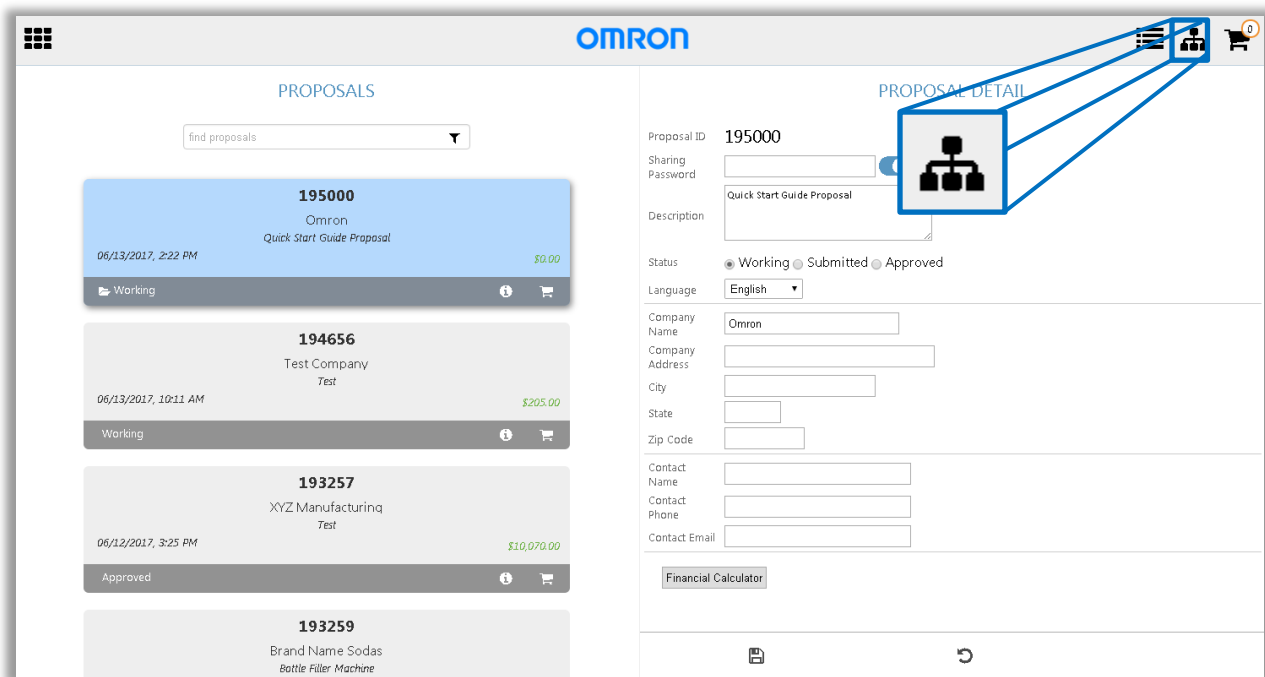 OMRON
0
PROPOSALS
find proposals
195000
Omron
Quick Start Guide Proposal
06/13/2017, 2:22 PM
$0.00
Working
194656
Test Company
Test
06/13/2017, 10:11 AM
$205.00
Working
193257
XYZ Manufacturing
Test
06/12/2017, 3:25 PM
$10,070.00
Approved
193259
Brand Name Sodas
Bottle Filler Machine
PROPOSAL DETAIL
Proposal ID 195000
Sharing
Password
Description Quick Start Guide Proposal
Status Working Submitted Approved
Language English
Company
Name Omron
Company
Address
City
State
Zip Code
Contact
Name
Contact
Phone
Contact Email
Financial Calculator